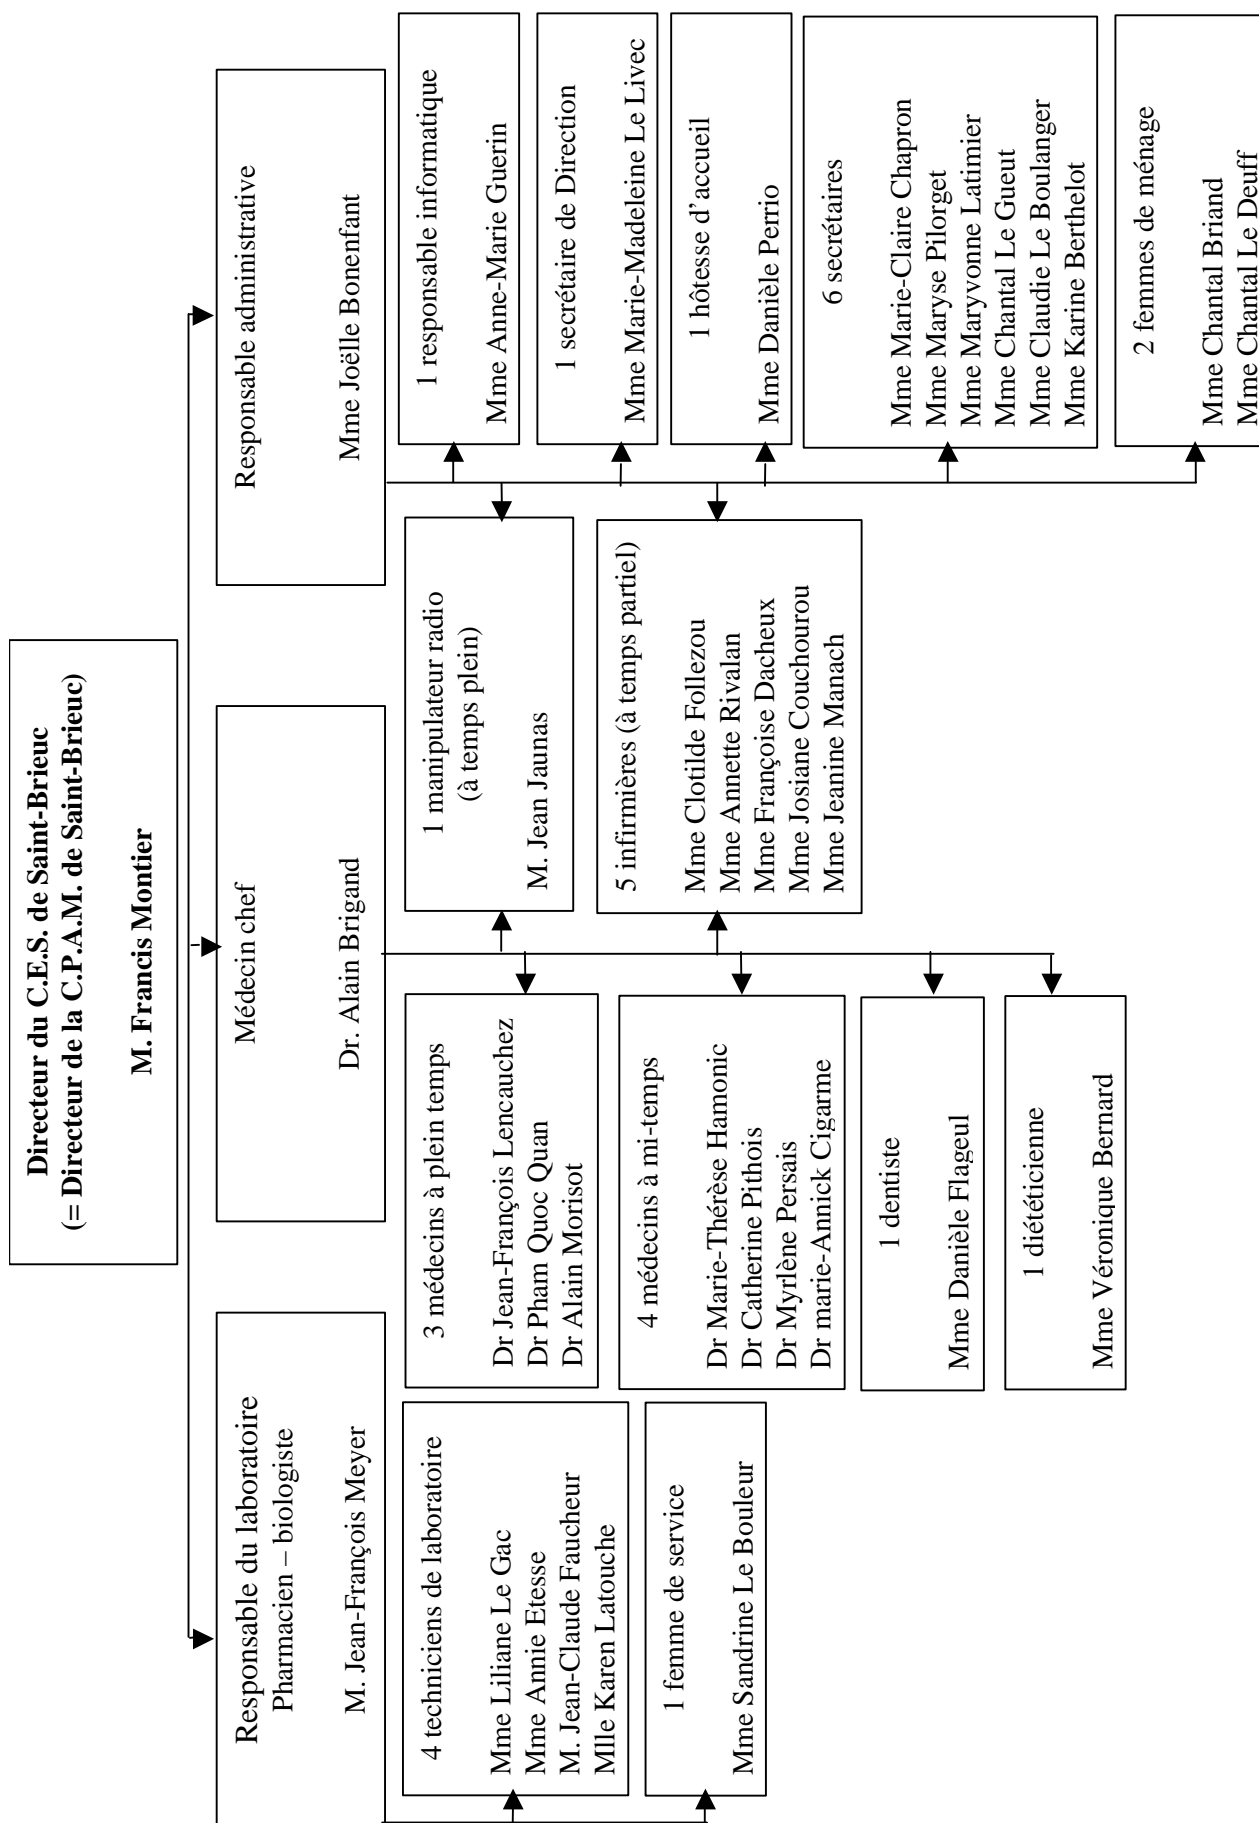 Directeur du C.E.S. de Saint-Brieuc
(= Directeur de la C.P.A.M. de Saint-Brieuc)
M. Francis Montier
Responsable du laboratoire
Pharmacien – biologiste
M. Jean-François Meyer
Médecin chef
Dr. Alain Brigand
Responsable administrative
Mme Joëlle Bonenfant
4 techniciens de laboratoire
Mme Liliane Le Gac
Mme Annie Etesse
M. Jean-Claude Faucheur
Mlle Karen Latouche
1 femme de service
Mme Sandrine Le Bouleur
3 médecins à plein temps
Dr Jean-François Lencauchez
Dr Pham Quoc Quan
Dr Alain Morisot
4 médecins à mi-temps
Dr Marie-Thérèse Hamonic
Dr Catherine Pithois
Dr Myrlène Persais
Dr marie-Annick Cigarme
1 dentiste
Mme Danièle Flageul
1 diététicienne
Mme Véronique Bernard
1 manipulateur radio
(à temps plein)
M. Jean Jaunas
5 infirmières (à temps partiel)
Mme Clotilde Follezou
Mme Annette Rivalan
Mme Françoise Dacheux
Mme Josiane Couchourou
Mme Jeanine Manach
1 responsable informatique
Mme Anne-Marie Guerin
1 secrétaire de Direction
Mme Marie-Madeleine Le Livec
1 hôtesse d’accueil
Mme Danièle Perrio
6 secrétaires
Mme Marie-Claire Chapron
Mme Maryse Pilorget
Mme Maryvonne Latimier
Mme Chantal Le Gueut
Mme Claudie Le Boulanger
Mme Karine Berthelot
2 femmes de ménage
Mme Chantal Briand
Mme Chantal Le Deuff